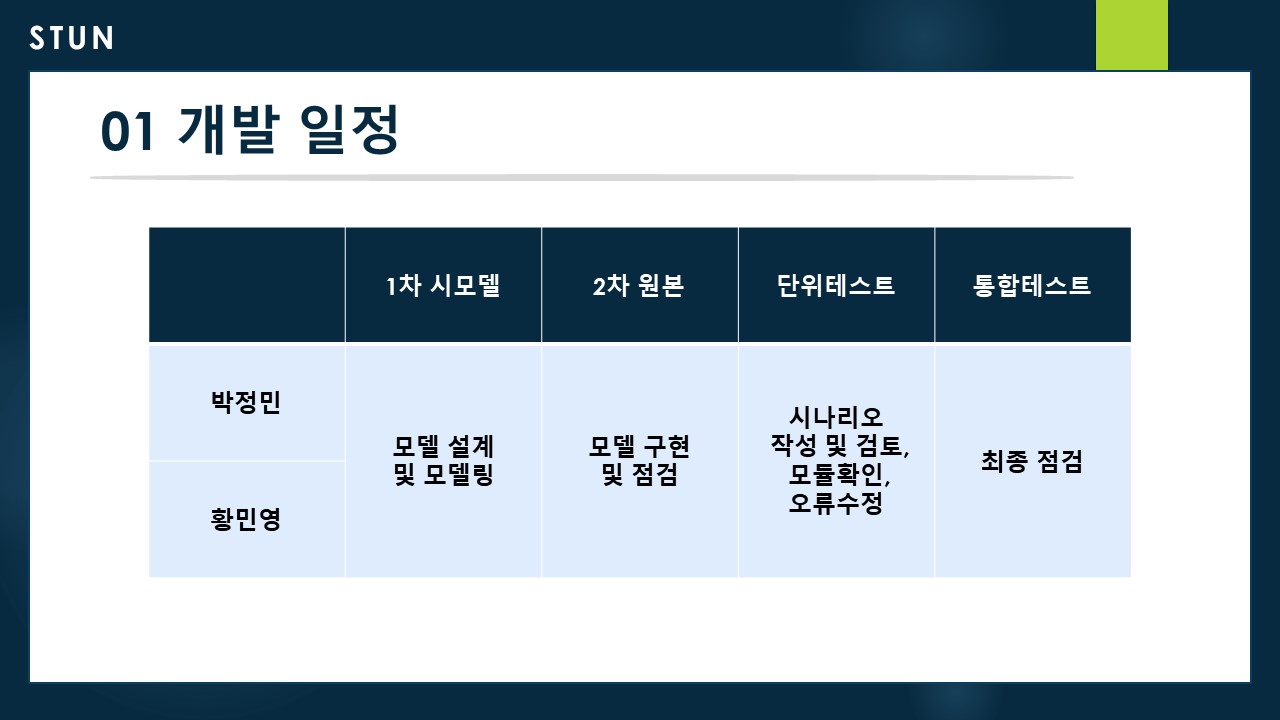 STUN
01 개발 일정
1차 시모델
2차 원본
단위테스트
통합테스트
박정민
황민영
모델 설계
및 모델링
모델 구현
및 점검
시나리오
작성 및 검토,
모듈확인,
오류수정
최종 점검